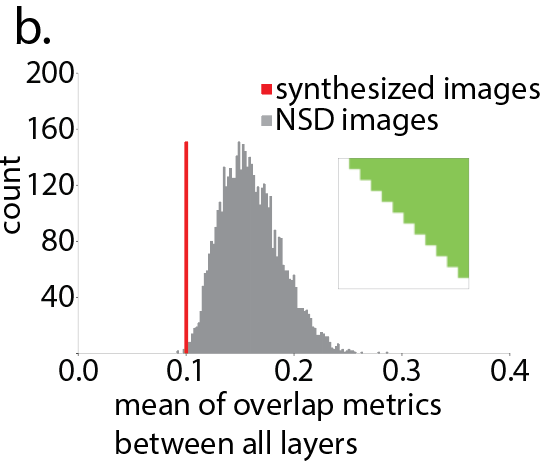 b.
200
synthesized images
NSD images
160
120
80
40
count
0.0 0.1 0.2 0.3 0.4
mean of overlap metrics
between all layers